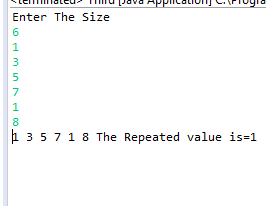 <terminated> Third [Java Application] C:\Progra
Enter The Size
6
1
3
5
7
1
8
1 3 5 7 1 8 The Repeated value is=1